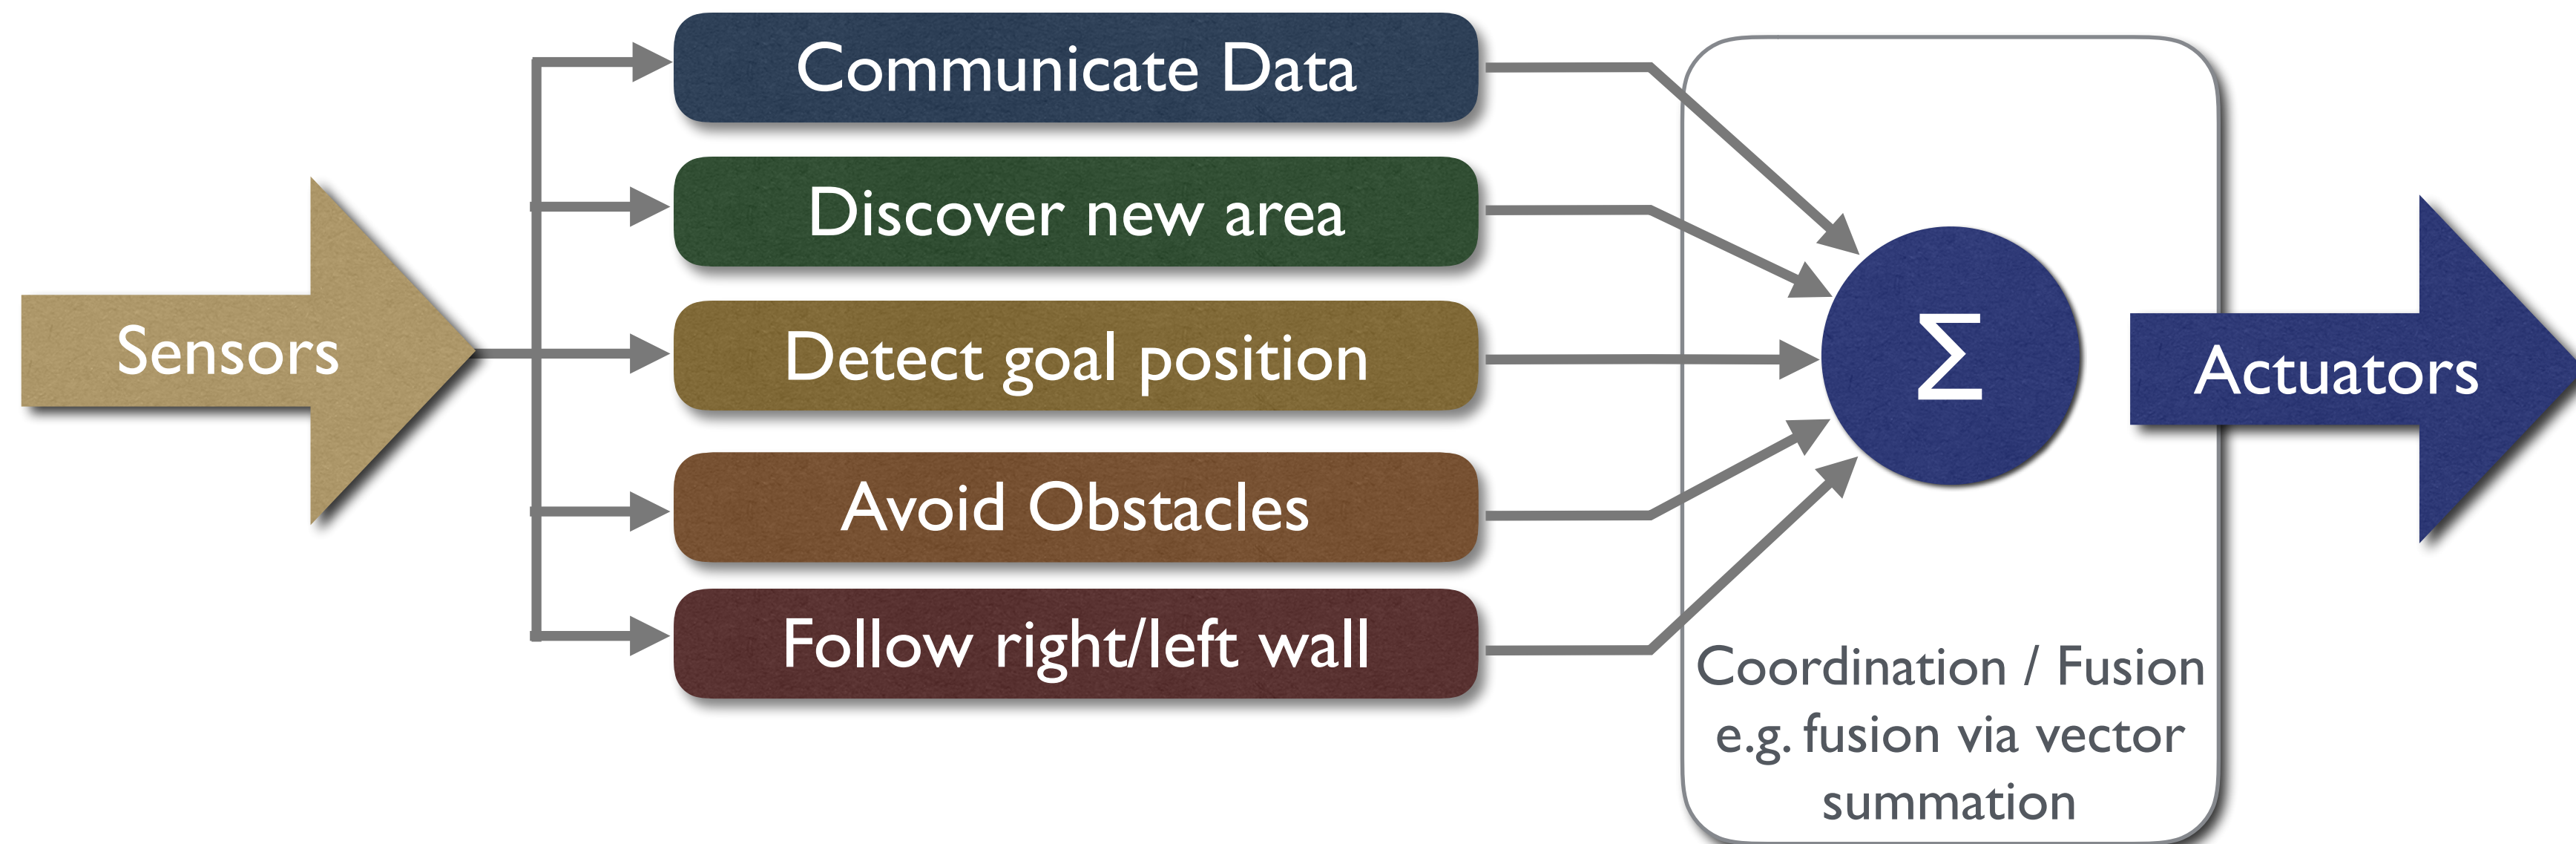 Sensors
Communicate Data
Discover new area
Detect goal position
Avoid Obstacles
Follow right/left wall
Σ
Coordination / Fusion
e.g. fusion via vector
summation
Actuators